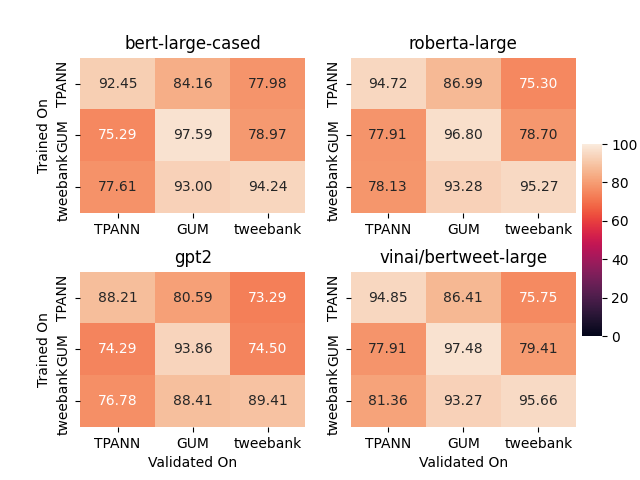 bert-large-cased
Trained On
TPANN 92.45 84.16 77.98
GUM 75.29 97.59 78.97
tweebank 77.61 93.00 94.24
TPANN GUM tweebank
roberta-large
TPANN 94.72 86.99 75.30
GUM 77.91 96.80 78.70
tweebank 78.13 93.28 95.27
TPANN GUM tweebank
gpt2
Trained On
TPANN 88.21 80.59 73.29
GUM 74.29 93.86 74.50
tweebank 76.78 88.41 89.41
TPANN GUM tweebank
Validated On
vinai/bertweet-large
TPANN 94.85 86.41 75.75
GUM 77.91 97.48 79.41
tweebank 81.36 93.27 95.66
TPANN GUM tweebank
Validated On
100
80
60
40
20
0